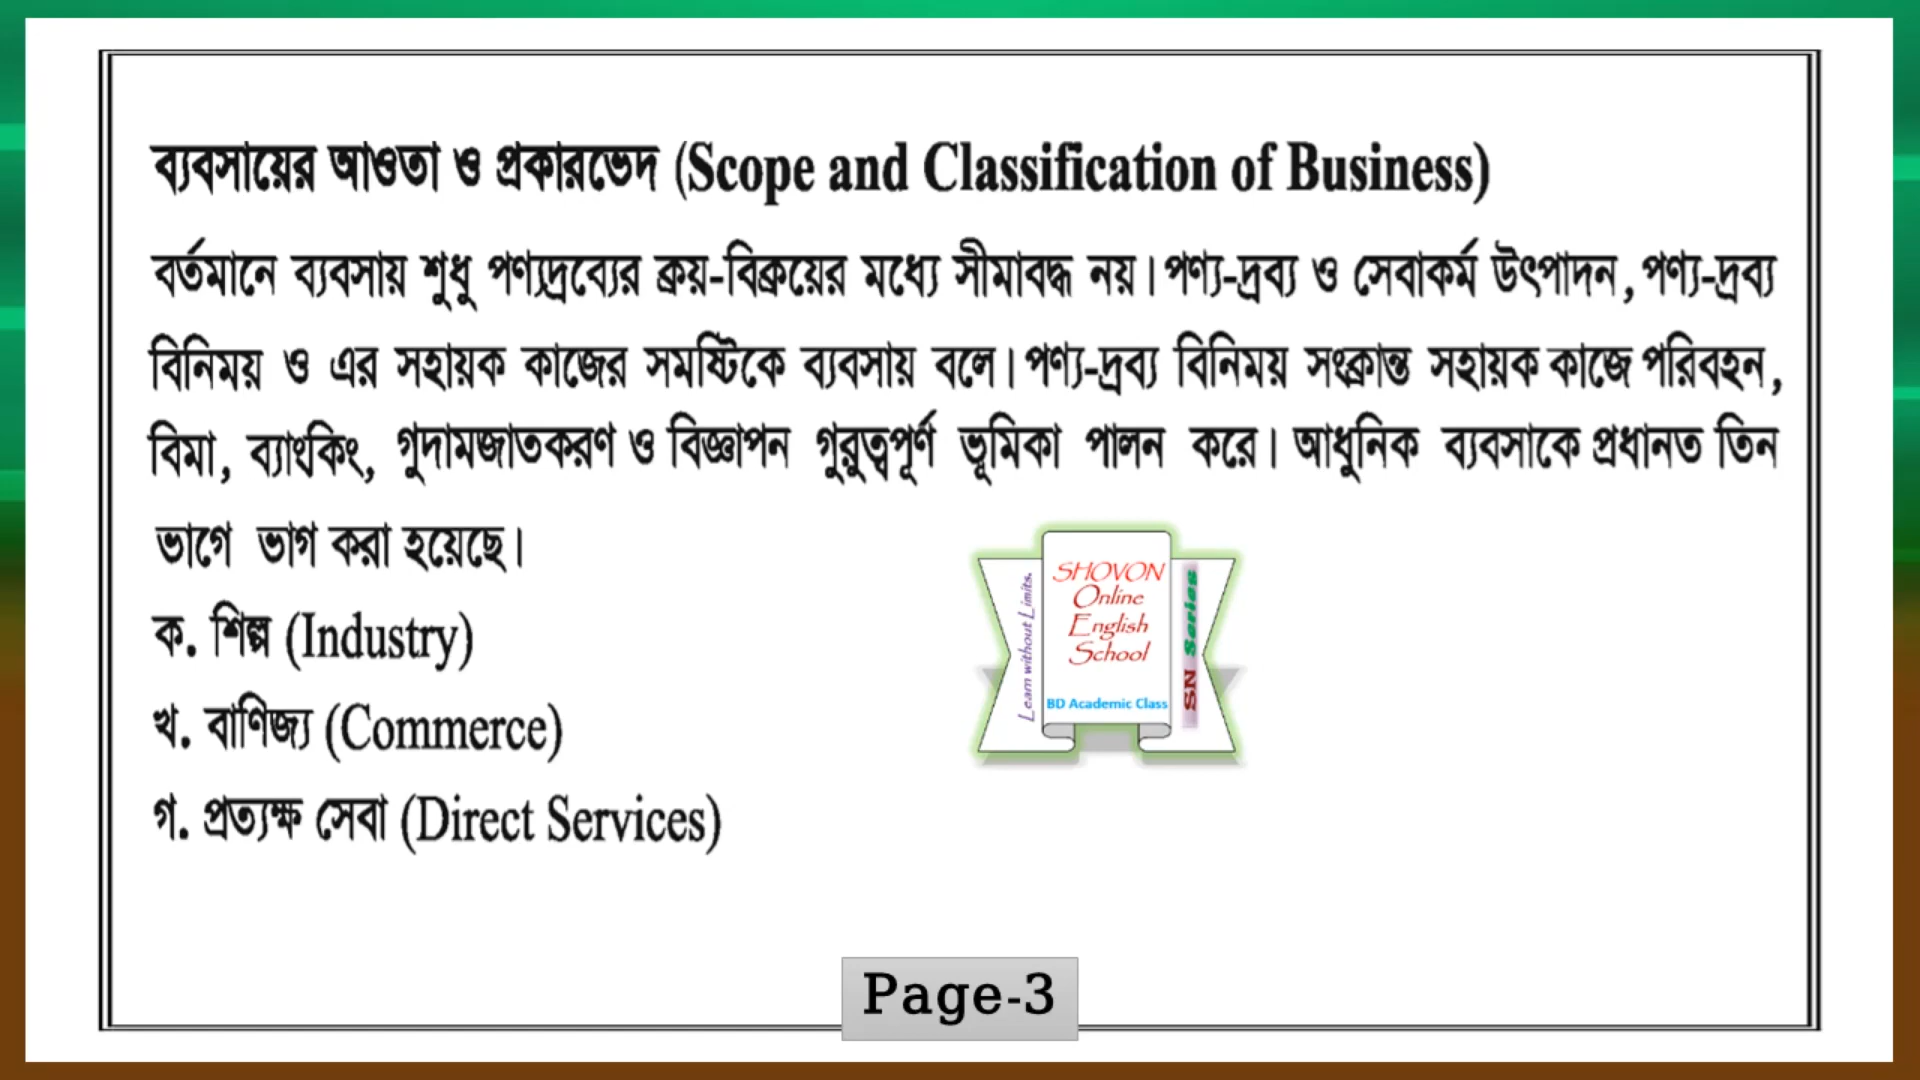 ব্যবসায়ের আওতা ও প্রকারভেদ (Scope and Classification of Business)
বর্তমানে ব্যবসায় শুধু পণ্যদ্রব্যের ক্রয়-বিক্রয়ের মধ্যে সীমাবদ্ধ নয়। পণ্য-দ্রব্য ও সেবাকর্ম উৎপাদন, পণ্য-দ্রব্য
বিনিময় ও এর সহায়ক কাজের সমষ্টিকে ব্যবসায় বলে। পণ্য-দ্রব্য বিনিময় সংক্রান্ত সহায়ক কাজে পরিবহন,
বিমা, ব্যাংকিং, গুদামজাতকরণ ও বিজ্ঞাপন গুরুত্বপূর্ণ ভূমিকা পালন করে। আধুনিক ব্যবসাকে প্রধানত তিন
ভাগে ভাগ করা হয়েছে।
ক. শিল্প (Industry)
খ. বাণিজ্য (Commerce)
গ. প্রত্যক্ষ সেবা (Direct Services)
Learn without Limits.
SHOVON
Online
English
School
BD Academic Class
SN Series
Page-3